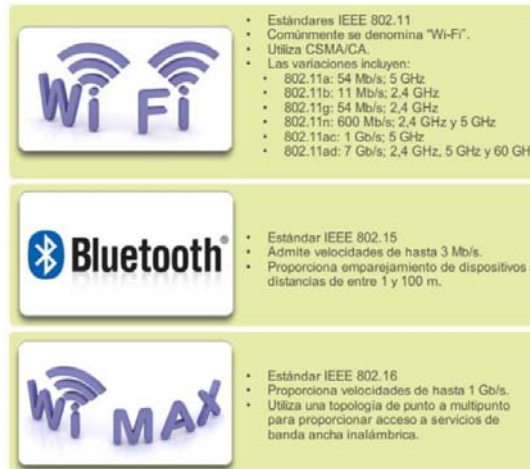 Wi Fi
• Estándares IEEE 802.11
• Comúnmente se denomina “Wi-Fi”.
• Utiliza CSMA/CA.
• Las variaciones incluyen:
• 802.11a: 54 Mb/s; 5 GHz
• 802.11b: 11 Mb/s; 2,4 GHz
• 802.11g: 54 Mb/s; 2,4 GHz
• 802.11n: 600 Mb/s; 2,4 GHz y 5 GHz
• 802.11ac: 1 Gb/s; 5 GHz
• 802.11ad: 7 Gb/s; 2,4 GHz, 5 GHz y 60 GH
Bluetooth®
• Estándar IEEE 802.15
• Admite velocidades de hasta 3 Mb/s.
• Proporciona emparejamiento de dispositivos
distancias de entre 1 y 100 m.
Wi MAX
• Estándar IEEE 802.16
• Proporciona velocidades de hasta 1 Gb/s.
• Utiliza una topología de punto a multipunto
para proporcionar acceso a servicios de
banda ancha inalámbrica.